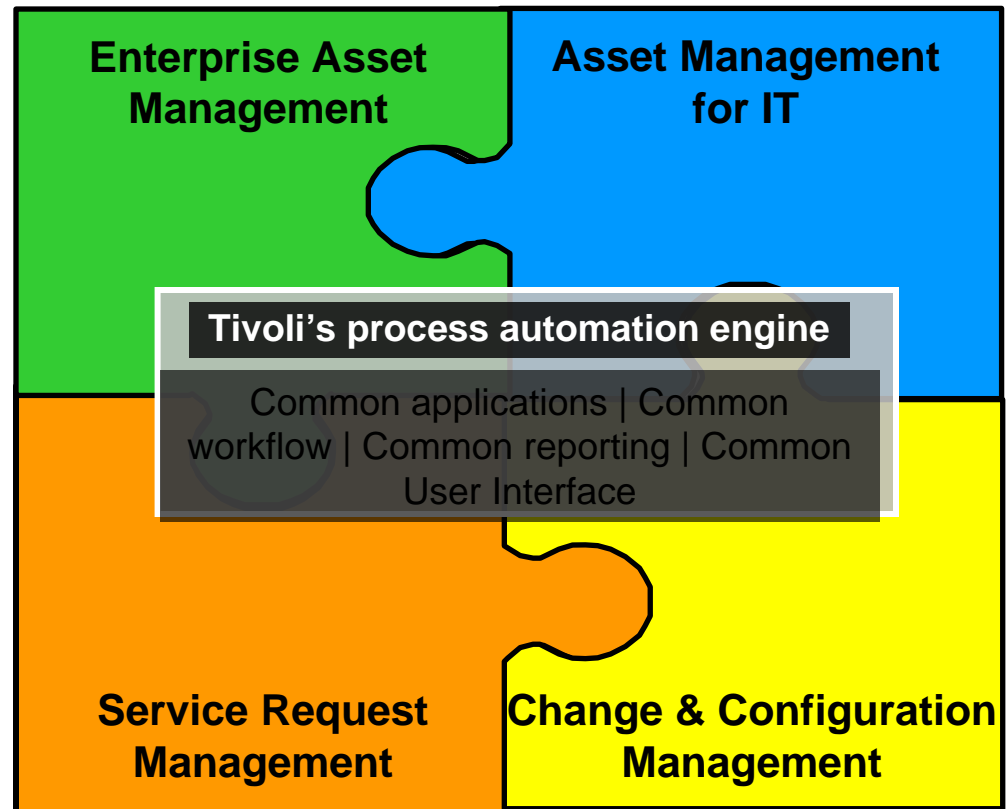 Enterprise Asset
Management
Asset Management
for IT
Tivoli’s process automation engine
Common applications | Common
workflow | Common reporting | Common
User Interface
Service Request
Management
Change & Configuration
Management